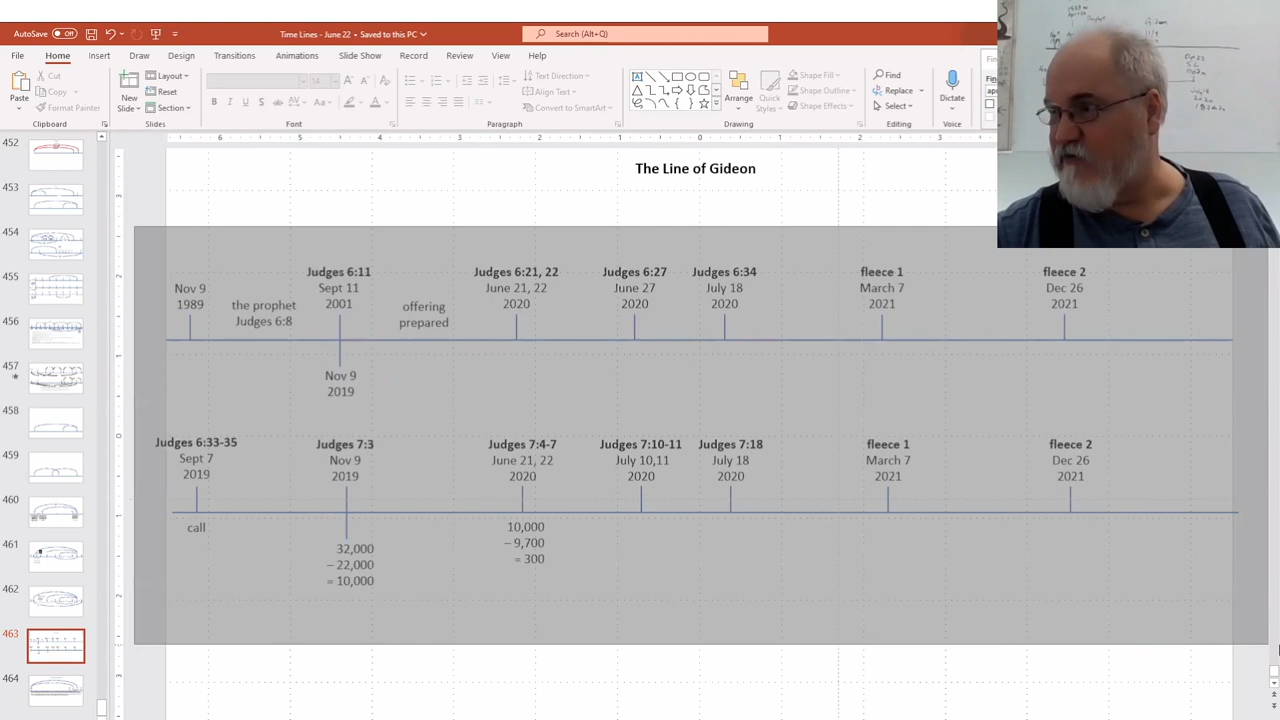 AutoSave Off
Time Lines - June 22 • Saved to this PC
Search (Alt+Q)
File Home Insert Draw Design Transitions Animations Slide Show Record Review View Help
Paste
Cut
Copy
Format Painter
Clipboard
New Slide
Layout
Reset
Section
Slides
B I U S ab AV Aa A
Font
Text Direction
Align Text
Convert to SmartArt
Paragraph
Arrange
Quick Styles
Shape Fill
Shape Outline
Shape Effects
Drawing
Find
Replace
Select
Editing
Dictate
Voice
452
453
454
455
456
457
458
459
460
461
462
463
464
The Line of Gideon
Nov 9
1989
the prophet
Judges 6:8
Judges 6:11
Sept 11
2001
offering
prepared
Judges 6:21, 22
June 21, 22
2020
Judges 6:27
June 27
2020
Judges 6:34
July 18
2020
fleece 1
March 7
2021
fleece 2
Dec 26
2021
Nov 9
2019
Judges 6:33-35
Sept 7
2019
Judges 7:3
Nov 9
2019
Judges 7:4-7
June 21, 22
2020
Judges 7:10-11
July 10,11
2020
Judges 7:18
July 18
2020
fleece 1
March 7
2021
fleece 2
Dec 26
2021
call
32,000
– 22,000
= 10,000
10,000
– 9,700
= 300